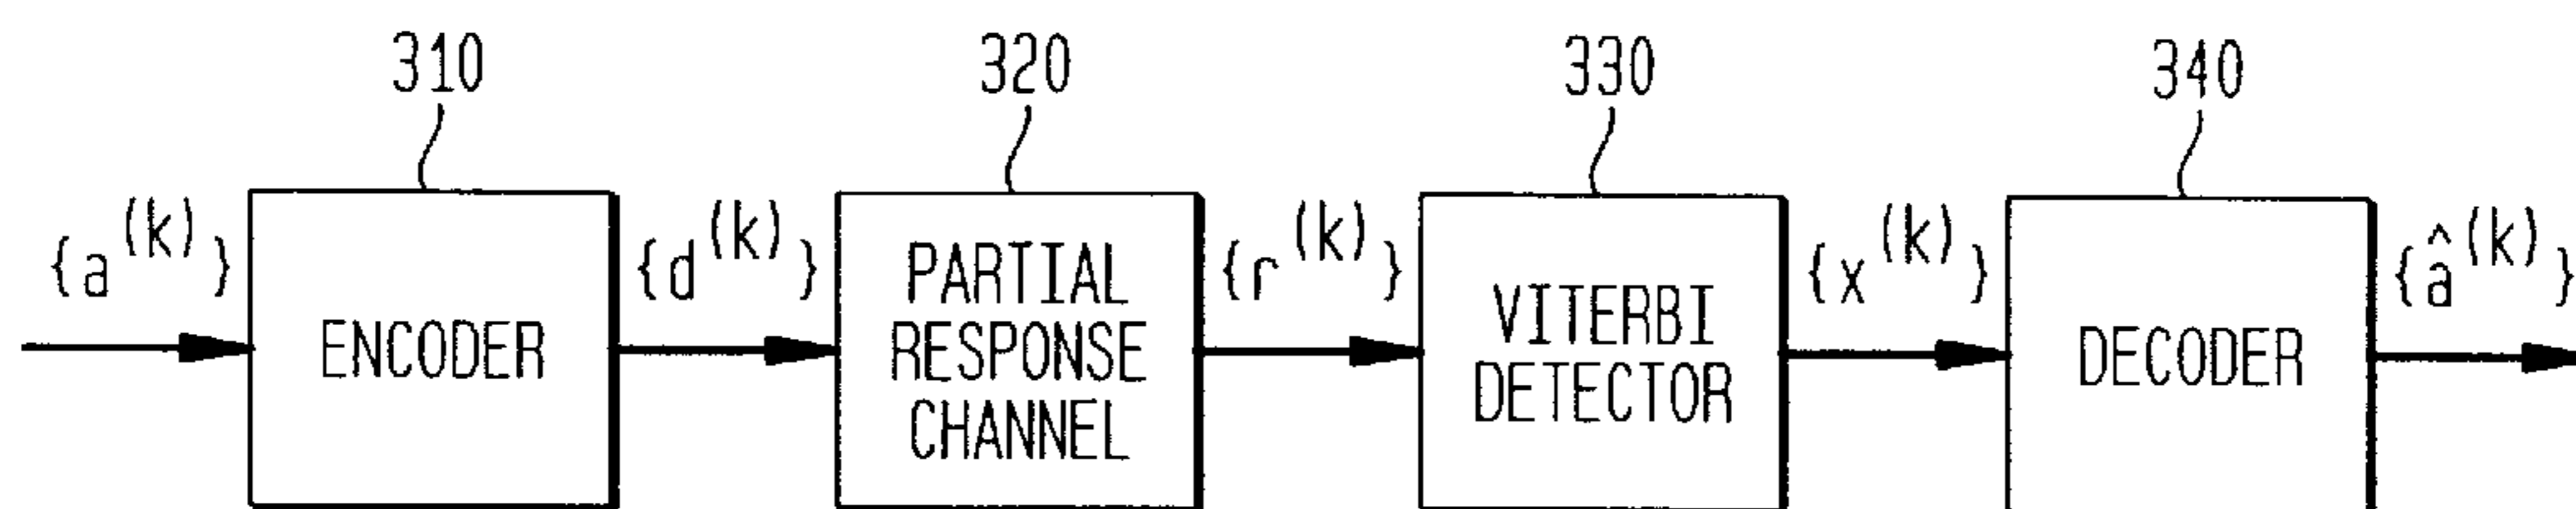 310 320 330 340
{a^(k)} {d^(k)} {r^(k)} {x^(k)} {â^(k)}
ENCODER
PARTIAL
RESPONSE
CHANNEL
VITERBI
DETECTOR
DECODER